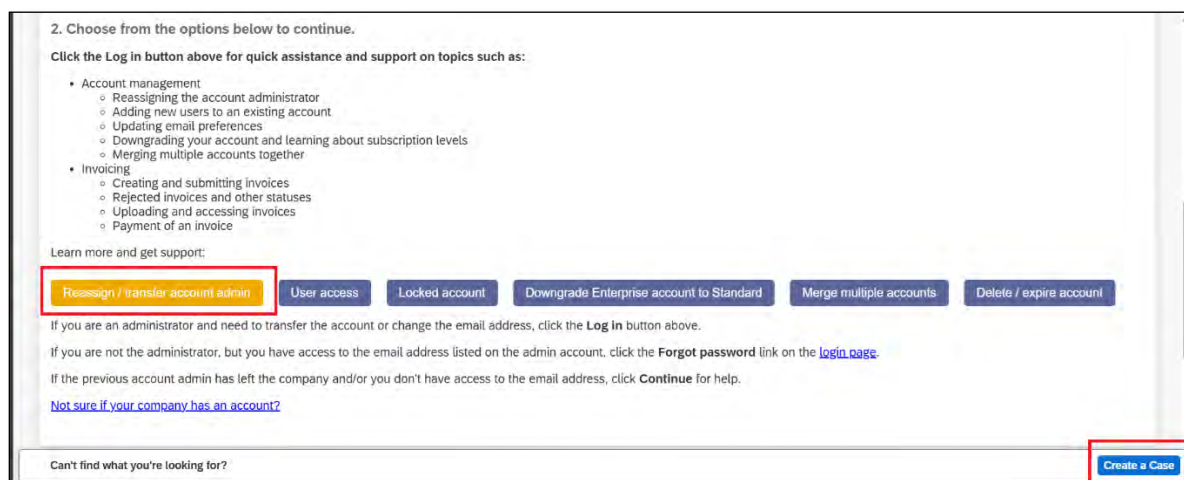 2. Choose from the options below to continue.
Click the Log in button above for quick assistance and support on topics such as:
• Account management
◦ Reassigning the account administrator
◦ Adding new users to an existing account
◦ Updating email preferences
◦ Downgrading your account and learning about subscription levels
◦ Merging multiple accounts together
• Invoicing
◦ Creating and submitting invoices
◦ Rejected invoices and other statuses
◦ Uploading and accessing invoices
◦ Payment of an invoice
Learn more and get support:
Reassign / transfer account admin User access Locked account Downgrade Enterprise account to Standard Merge multiple accounts Delete / expire account
If you are an administrator and need to transfer the account or change the email address, click the Log in button above.
If you are not the administrator, but you have access to the email address listed on the admin account, click the Forgot password link on the login page.
If the previous account admin has left the company and/or you don't have access to the email address, click Continue for help.
Not sure if your company has an account?
Can't find what you're looking for? Create a Case